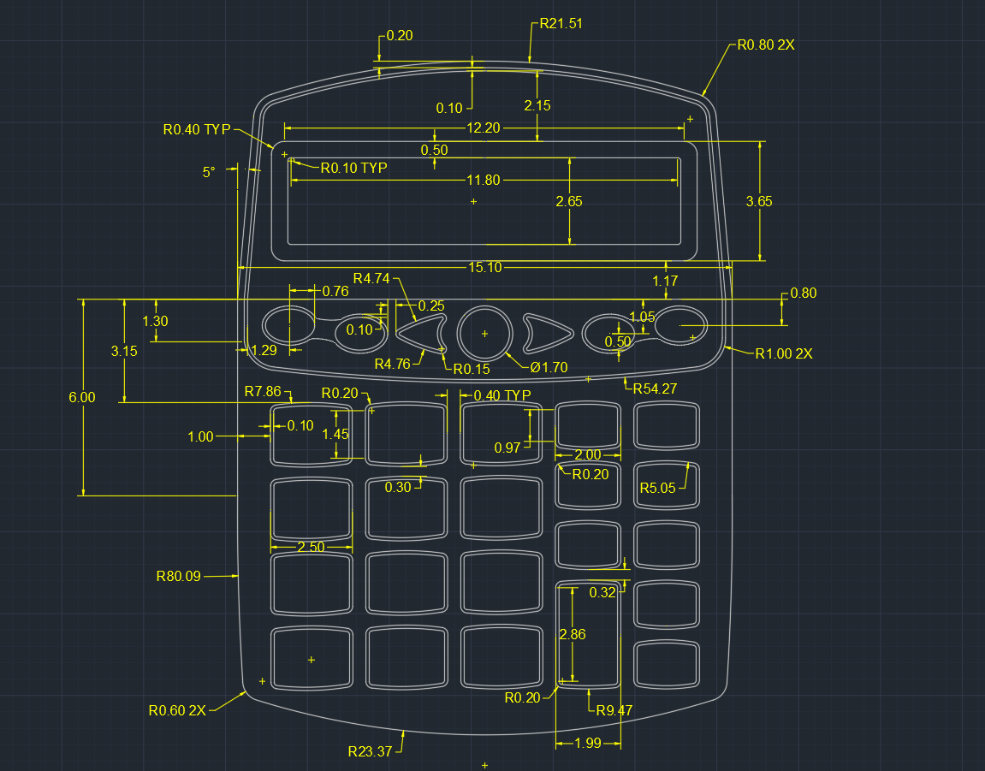 R21.51
0.20
R0.80 2X
0.10
2.15
R0.40 TYP
12.20
0.50
5°
R0.10 TYP
11.80
2.65
3.65
15.10
R4.74
1.17
0.76
0.80
0.25
1.30
0.10
1.05
0.50
3.15
1.29
R1.00 2X
R4.76
R0.15
Ø1.70
R54.27
R7.86
R0.20
0.40 TYP
6.00
0.10
1.00
1.45
0.97
2.00
R0.20
0.30
R5.05
2.50
R80.09
0.32
2.86
R0.20
R9.47
R0.60 2X
1.99
R23.37